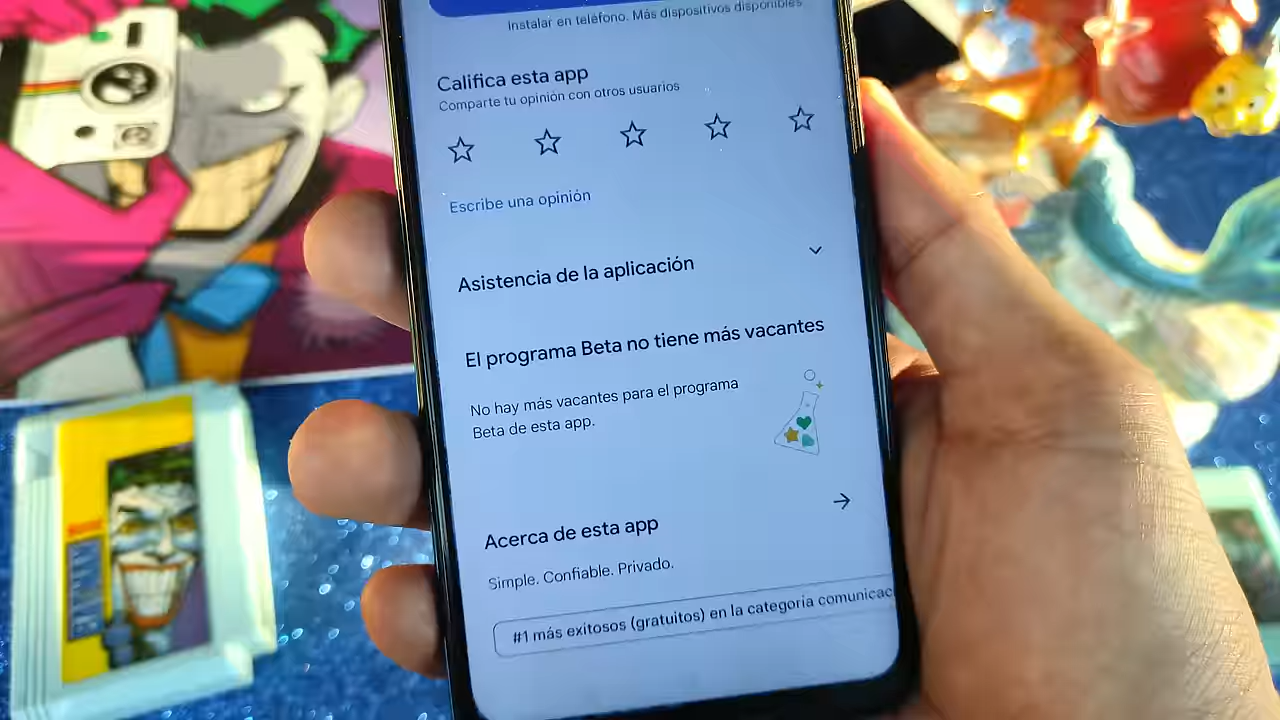 Instalar en teléfono. Más dispositivos disponibles
Califica esta app
Comparte tu opinión con otros usuarios
Escribe una opinión
Asistencia de la aplicación
El programa Beta no tiene más vacantes
No hay más vacantes para el programa
Beta de esta app.
Acerca de esta app
Simple. Confiable. Privado.
#1 más exitosos (gratuitos) en la categoría comunicac